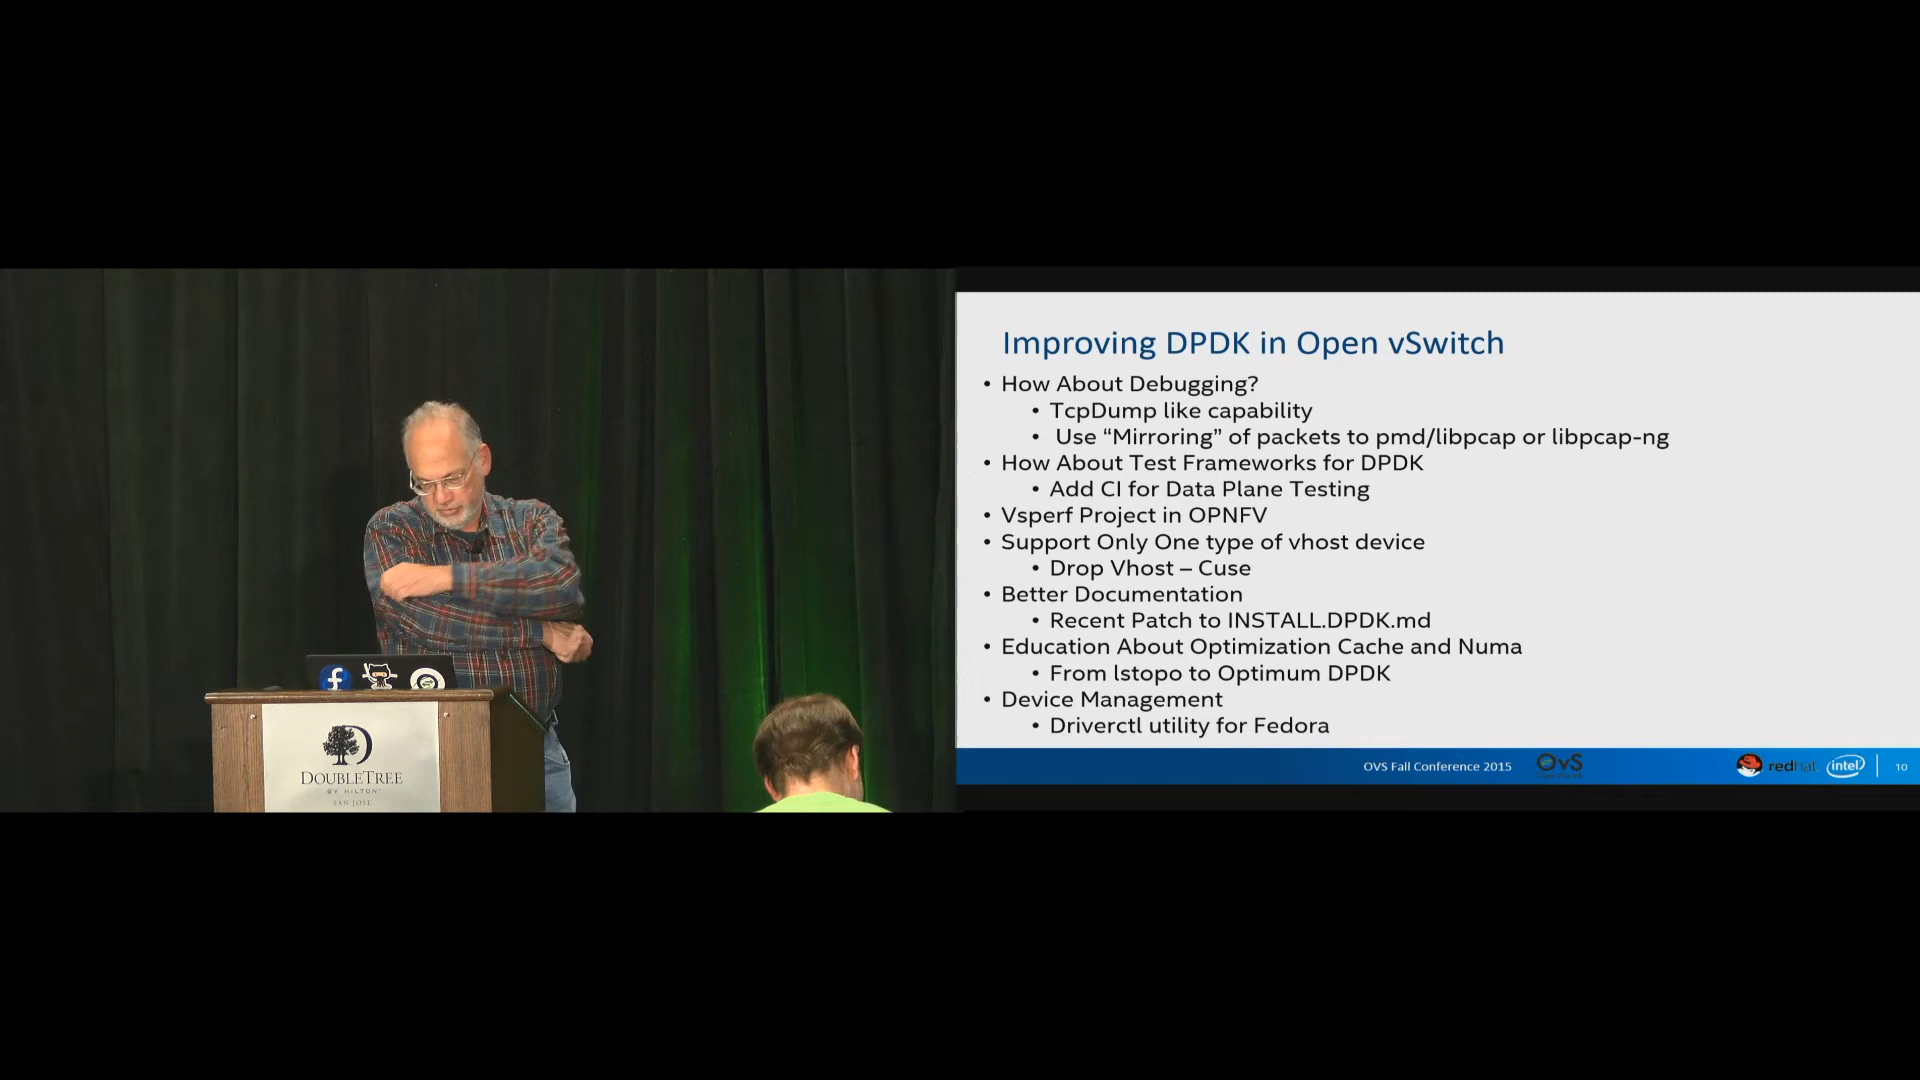 DOUBLETREE
BY HILTON™
SAN JOSE
Improving DPDK in Open vSwitch
• How About Debugging?
• TcpDump like capability
• Use “Mirroring” of packets to pmd/libpcap or libpcap-ng
• How About Test Frameworks for DPDK
• Add CI for Data Plane Testing
• Vsperf Project in OPNFV
• Support Only One type of vhost device
• Drop Vhost – Cuse
• Better Documentation
• Recent Patch to INSTALL.DPDK.md
• Education About Optimization Cache and Numa
• From lstopo to Optimum DPDK
• Device Management
• Driverctl utility for Fedora
OVS Fall Conference 2015
OvS
redhat
intel
10